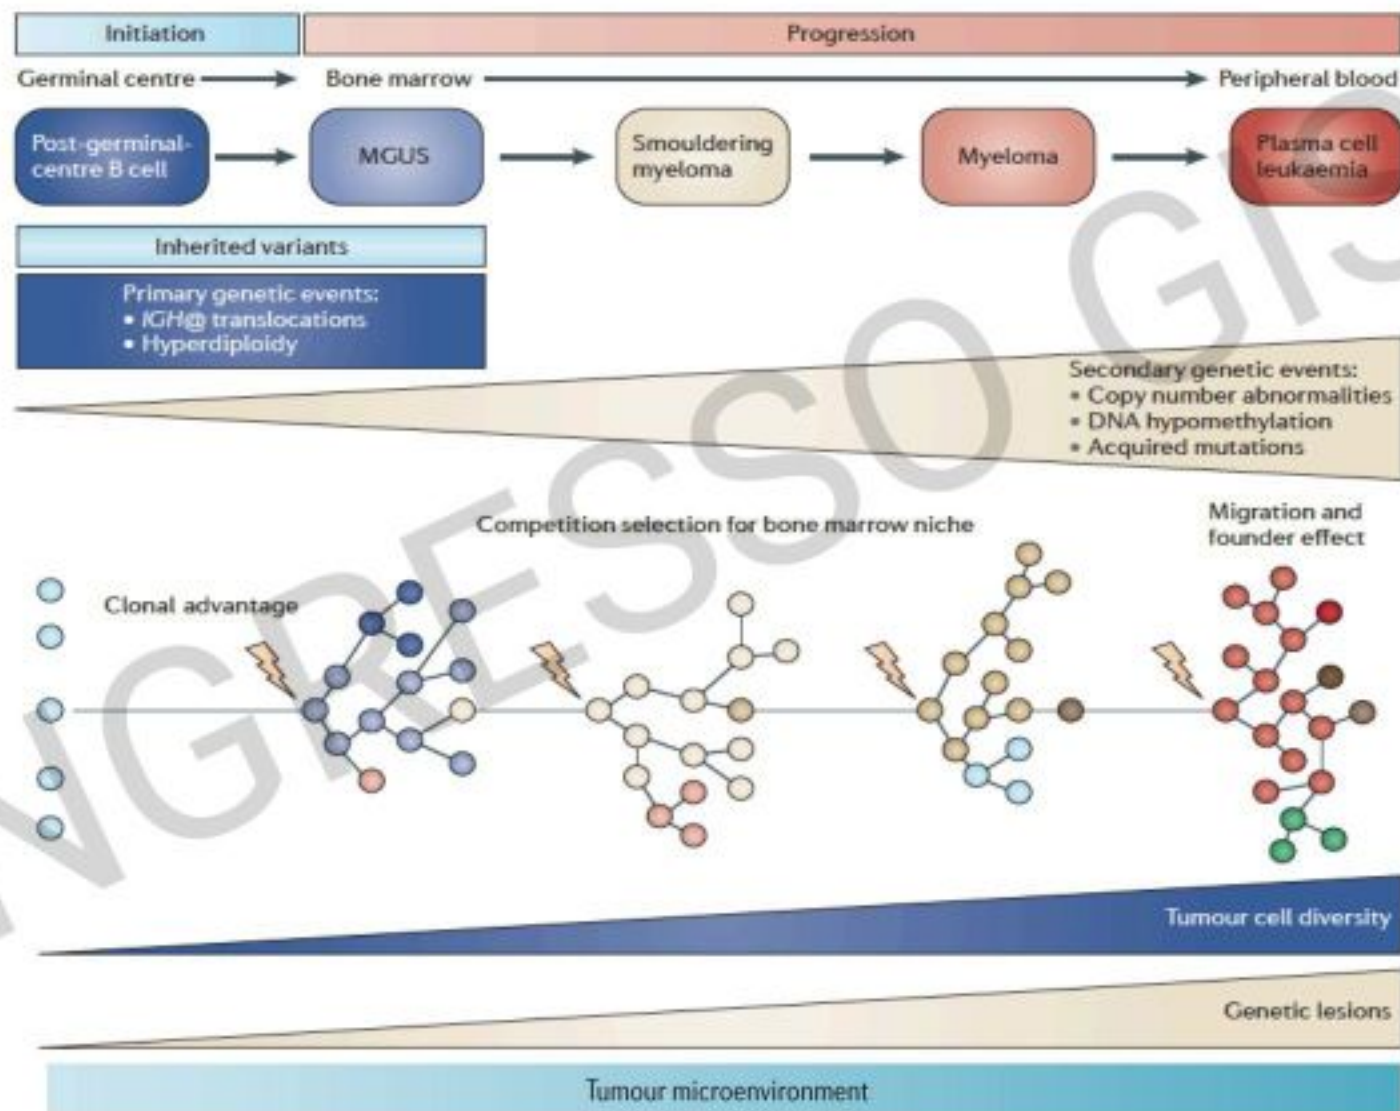 Initiation
Progression
Germinal centre
Bone marrow
Peripheral blood
Post-germinal-
centre B cell
MGUS
Smouldering
myeloma
Myeloma
Plasma cell
leukaemia
Inherited variants
Primary genetic events:
• IGH@ translocations
• Hyperdiploidy
Secondary genetic events:
• Copy number abnormalities
• DNA hypomethylation
• Acquired mutations
Competition selection for bone marrow niche
Migration and
founder effect
Clonal advantage
Tumour cell diversity
Genetic lesions
Tumour microenvironment
NGRESSO GIS